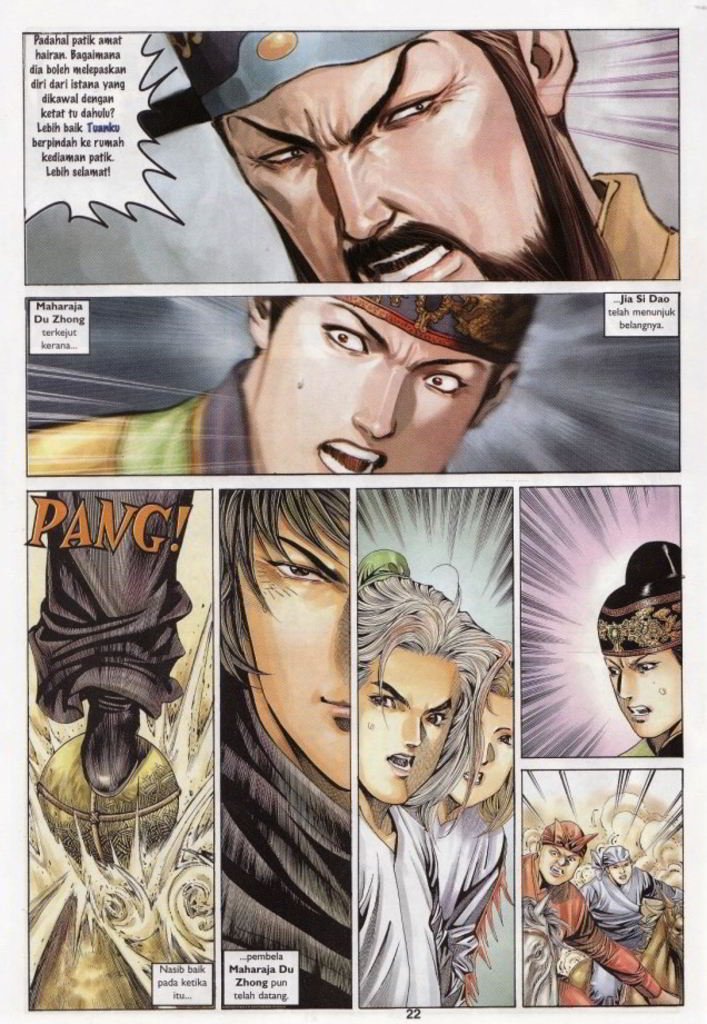 Padahal patik amat
hairan. Bagaimana
dia boleh melepaskan
diri dari istana yang
dikawal dengan
ketat tu dahulu?
Lebih baik Tuanku
berpindah ke rumah
kediaman patik.
Lebih selamat!
Maharaja
Du Zhong
terkejut
kerana...
...Jia Si Dao
telah menunjuk
belangnya.
PANG!
Nasib baik
pada ketika
itu...
...pembela
Maharaja Du
Zhong pun
telah datang.
22